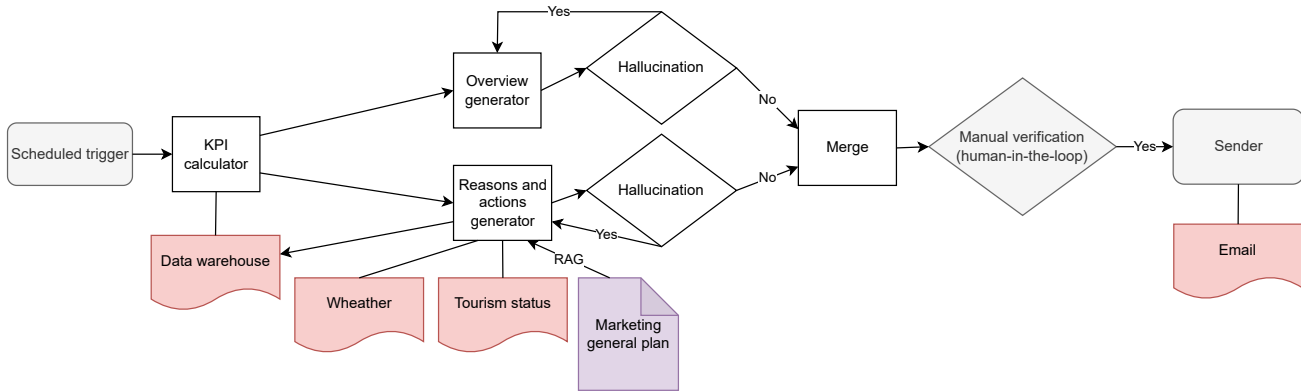 Yes
Overview
generator
Hallucination
No
Scheduled trigger
KPI
calculator
Merge
Manual verification
(human-in-the-loop)
Yes
Sender
Reasons and
actions
generator
Hallucination
No
Yes
Data warehouse
RAG
Email
Wheather
Tourism status
Marketing
general plan